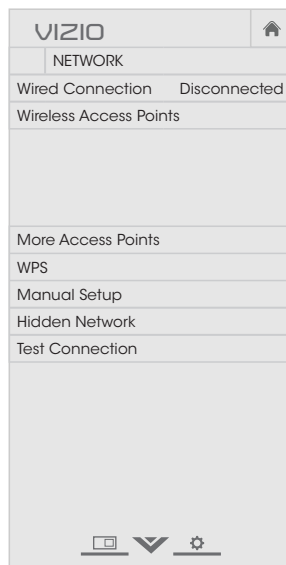 VIZIO
NETWORK
Wired Connection Disconnected
Wireless Access Points
More Access Points
WPS
Manual Setup
Hidden Network
Test Connection